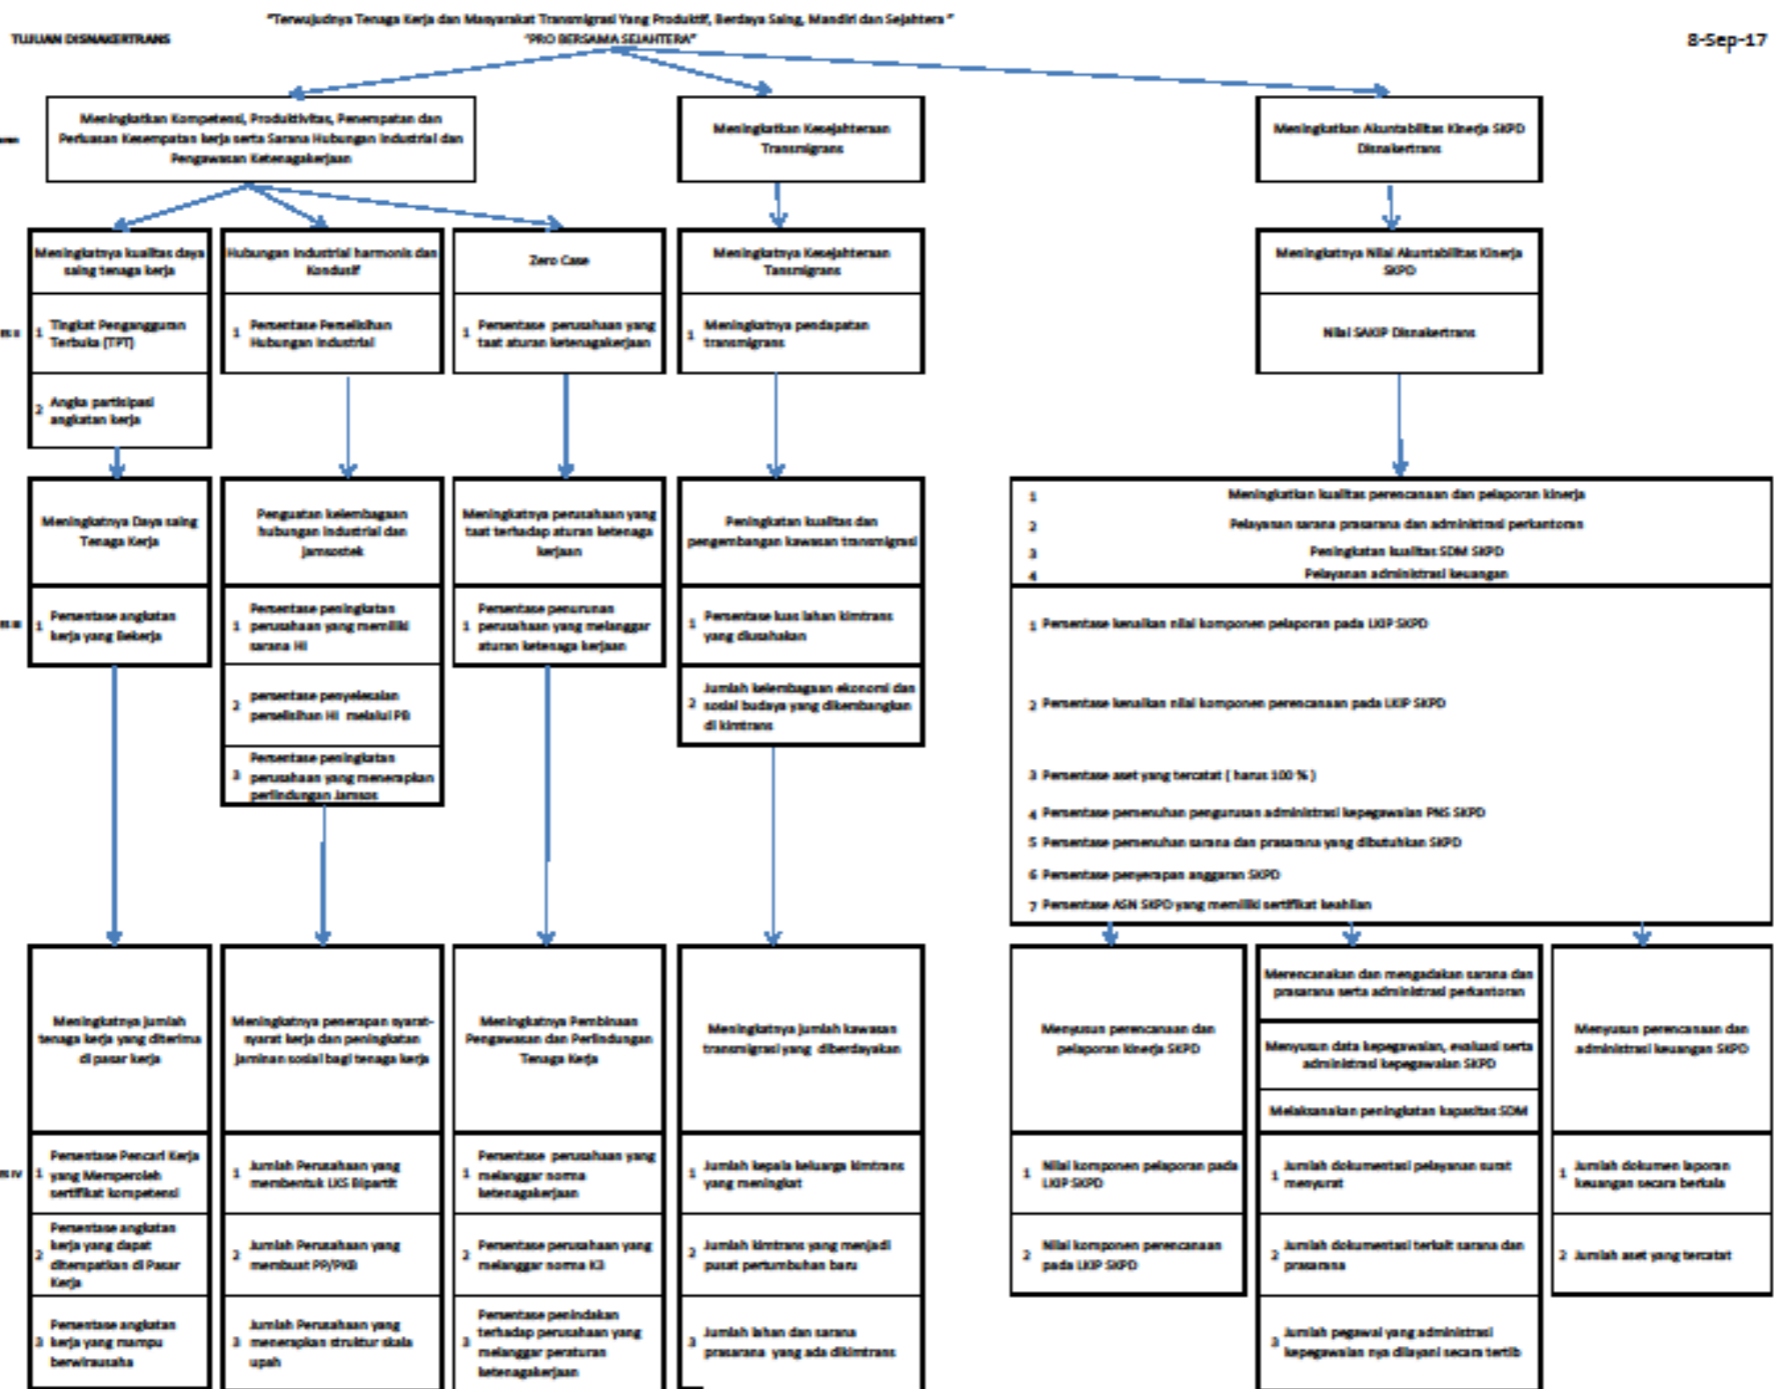 "Terwujudnya Tenaga Kerja dan Masyarakat Transmigrasi Yang Produktif, Berdaya Saing, Mandiri dan Sejahtera "
TUJUAN DISNAKERTRANS
"PRO BERSAMA SEJAHTERA"
8-Sep-17
Meningkatkan Kompetensi, Produktivitas, Penempatan dan
Perluasan Kesempatan kerja serta Sarana Hubungan Industrial dan
Pengawasan Ketenagakerjaan
Meningkatkan Kesejahteraan
Transmigrans
Meningkatkan Akuntabilitas Kinerja SKPD
Disnakertrans
Meningkatnya kualitas daya
saing tenaga kerja
Hubungan Industrial harmonis dan
Kondusif
Zero Case
Meningkatnya Kesejahteraan
Tansmigrans
Meningkatnya Nilai Akuntabilitas Kinerja
SKPD
1 Tingkat Pengangguran
Terbuka (TPT)
1 Persentase Perselisihan
Hubungan Industrial
1 Persentase perusahaan yang
taat aturan ketenagakerjaan
1 Meningkatnya pendapatan
transmigrans
Nilai SAKIP Disnakertrans
2 Angka partisipasi
angkatan kerja
Meningkatnya Daya saing
Tenaga Kerja
Penguatan kelembagaan
hubungan industrial dan
jamsostek
Meningkatnya perusahaan yang
taat terhadap aturan ketenaga
kerjaan
Peningkatan kualitas dan
pengembangan kawasan transmigrasi
1 Meningkatkan kualitas perencanaan dan pelaporan kinerja
2 Pelayanan sarana prasarana dan administrasi perkantoran
3 Peningkatan kualitas SDM SKPD
4 Pelayanan administrasi keuangan
1 Persentase angkatan
kerja yang Bekerja
1 Persentase peningkatan
perusahaan yang memiliki
sarana HI
1 Persentase penurunan
perusahaan yang melanggar
aturan ketenaga kerjaan
1 Persentase luas lahan kimtrans
yang diusahakan
1 Persentase kenaikan nilai komponen pelaporan pada LKIP SKPD
2 persentase penyelesaian
perselisihan HI melalui PB
2 Jumlah kelembagaan ekonomi dan
sosial budaya yang dikembangkan
di kimtrans
2 Persentase kenaikan nilai komponen perencanaan pada LKIP SKPD
3 Persentase peningkatan
perusahaan yang menerapkan
perlindungan Jamsos
3 Persentase aset yang tercatat ( harus 100 % )
4 Persentase pemenuhan pengurusan administrasi kepegawaian PNS SKPD
5 Persentase pemenuhan sarana dan prasarana yang dibutuhkan SKPD
6 Persentase penyerapan anggaran SKPD
7 Persentase ASN SKPD yang memiliki sertifikat keahlian
Meningkatnya jumlah
tenaga kerja yang diterima
di pasar kerja
Meningkatnya penerapan syarat-
syarat kerja dan peningkatan
jaminan sosial bagi tenaga kerja
Meningkatnya Pembinaan
Pengawasan dan Perlindungan
Tenaga Kerja
Meningkatnya jumlah kawasan
transmigrasi yang diberdayakan
Menyusun perencanaan dan
pelaporan kinerja SKPD
Merencanakan dan mengadakan sarana dan
prasarana serta administrasi perkantoran
Menyusun data kepegawaian, evaluasi serta
administrasi kepegawaian SKPD
Melaksanakan peningkatan kapasitas SDM
Menyusun perencanaan dan
administrasi keuangan SKPD
1 Persentase Pencari Kerja
yang Memperoleh
sertifikat kompetensi
1 Jumlah Perusahaan yang
membentuk LKS Bipartit
1 Persentase perusahaan yang
melanggar norma
ketenagakerjaan
1 Jumlah kepala keluarga kimtrans
yang meningkat
1 Nilai komponen pelaporan pada
LKIP SKPD
1 Jumlah dokumentasi pelayanan surat
menyurat
1 Jumlah dokumen laporan
keuangan secara berkala
2 Persentase angkatan
kerja yang dapat
ditempatkan di Pasar
Kerja
2 Jumlah Perusahaan yang
membuat PP/PKB
2 Persentase perusahaan yang
melanggar norma K3
2 Jumlah kimtrans yang menjadi
pusat pertumbuhan baru
2 Nilai komponen perencanaan
pada LKIP SKPD
2 Jumlah dokumentasi terkait sarana dan
prasarana
2 Jumlah aset yang tercatat
3 Persentase angkatan
kerja yang mampu
berwirausaha
3 Jumlah Perusahaan yang
menerapkan struktur skala
upah
3 Persentase penindakan
terhadap perusahaan yang
melanggar peraturan
ketenagakerjaan
3 Jumlah lahan dan sarana
prasarana yang ada dikimtrans
3 Jumlah pegawai yang administrasi
kepegawaian nya dilayani secara tertib